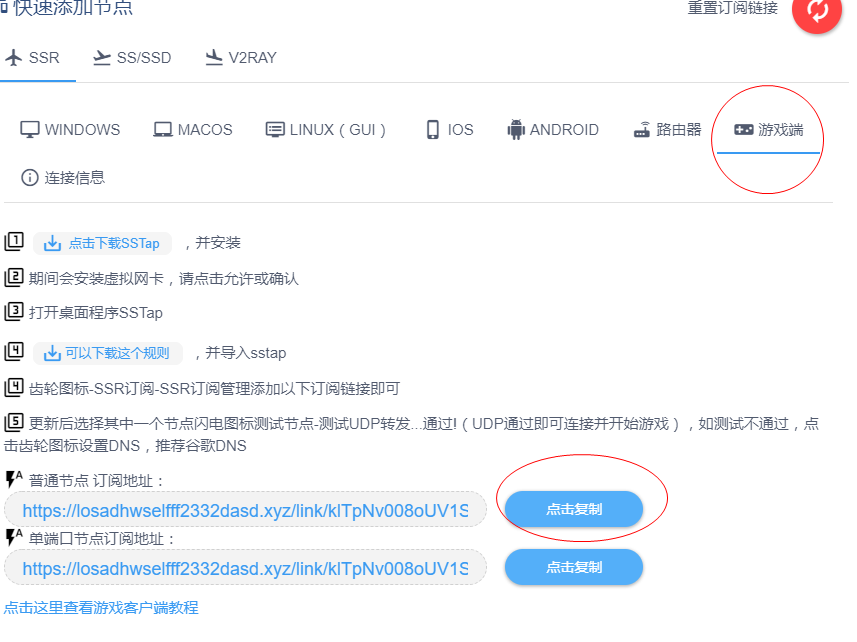 快速添加节点
重置订阅链接
SSR SS/SSD V2RAY
WINDOWS MACOS LINUX ( GUI ) IOS ANDROID 路由器 游戏端
连接信息
1 点击下载SSTap ，并安装
2 期间会安装虚拟网卡，请点击允许或确认
3 打开桌面程序SSTap
4 可以下载这个规则 ，并导入sstap
4 齿轮图标-SSR订阅-SSR订阅管理添加以下订阅链接即可
5 更新后选择其中一个节点闪电图标测试节点-测试UDP转发...通过!（UDP通过即可连接并开始游戏），如测试不通过，点
击齿轮图标设置DNS，推荐谷歌DNS
普通节点 订阅地址：
https://losadhwselfff2332dasd.xyz/link/klTpNv008oUV1S 点击复制
单端口节点订阅地址：
https://losadhwselfff2332dasd.xyz/link/klTpNv008oUV1S 点击复制
点击这里查看游戏客户端教程